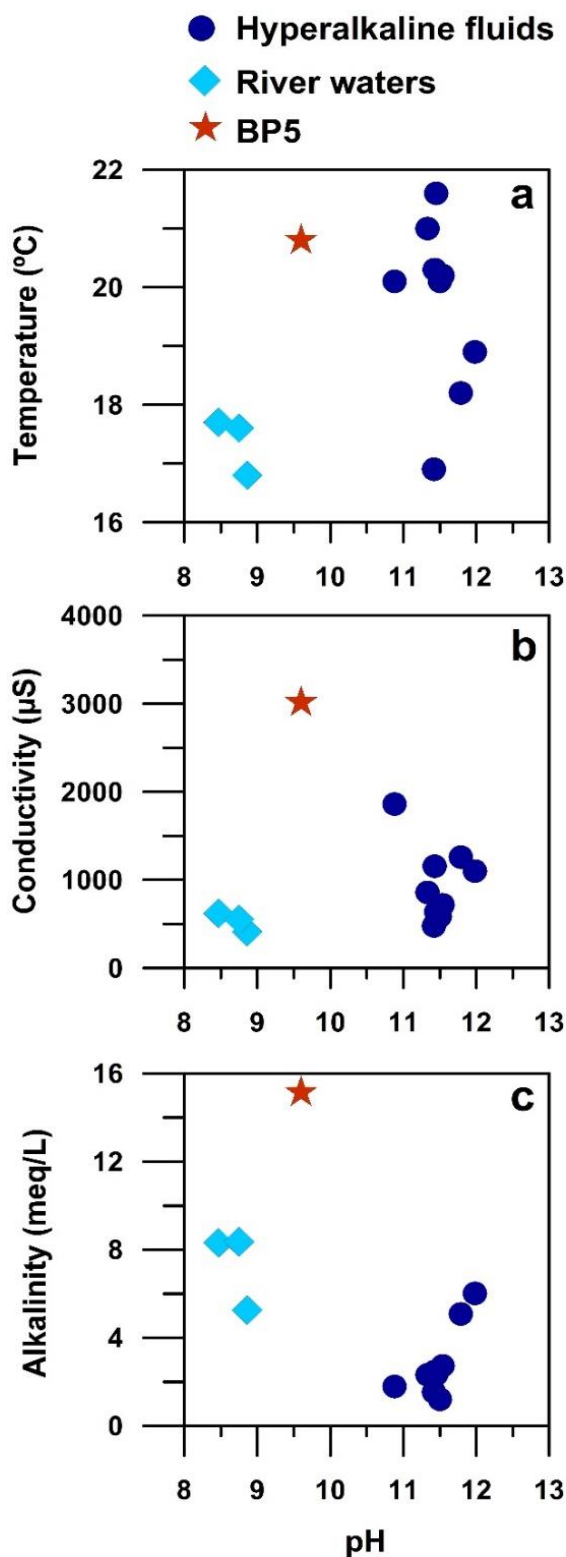 Hyperalkaline fluids
River waters
BP5
a
Temperature (ºC)
22
20
18
16
8 9 10 11 12 13
b
Conductivity (µS)
4000
3000
2000
1000
0
8 9 10 11 12 13
c
Alkalinity (meq/L)
16
12
8
4
0
8 9 10 11 12 13
pH